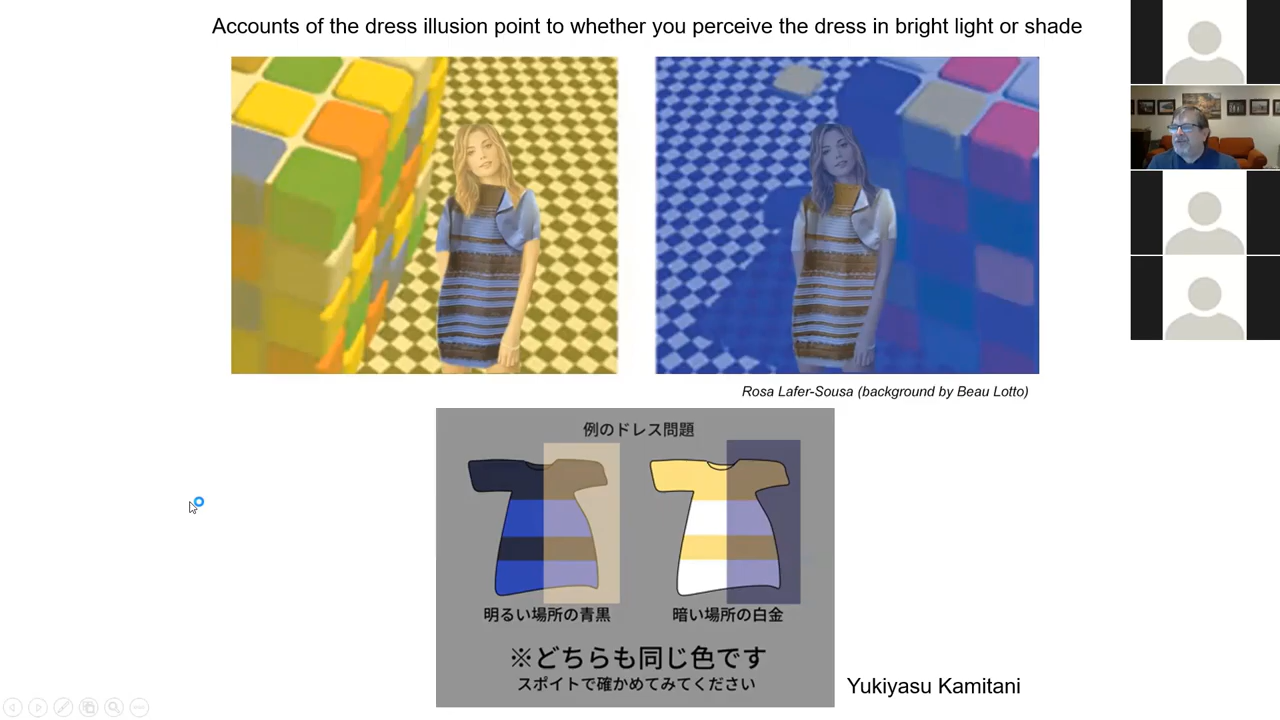 Accounts of the dress illusion point to whether you perceive the dress in bright light or shade
Rosa Lafer-Sousa (background by Beau Lotto)
例のドレス問題
明るい場所の青黒
暗い場所の白金
※どちらも同じ色です
スポイトで確かめてみてください
Yukiyasu Kamitani